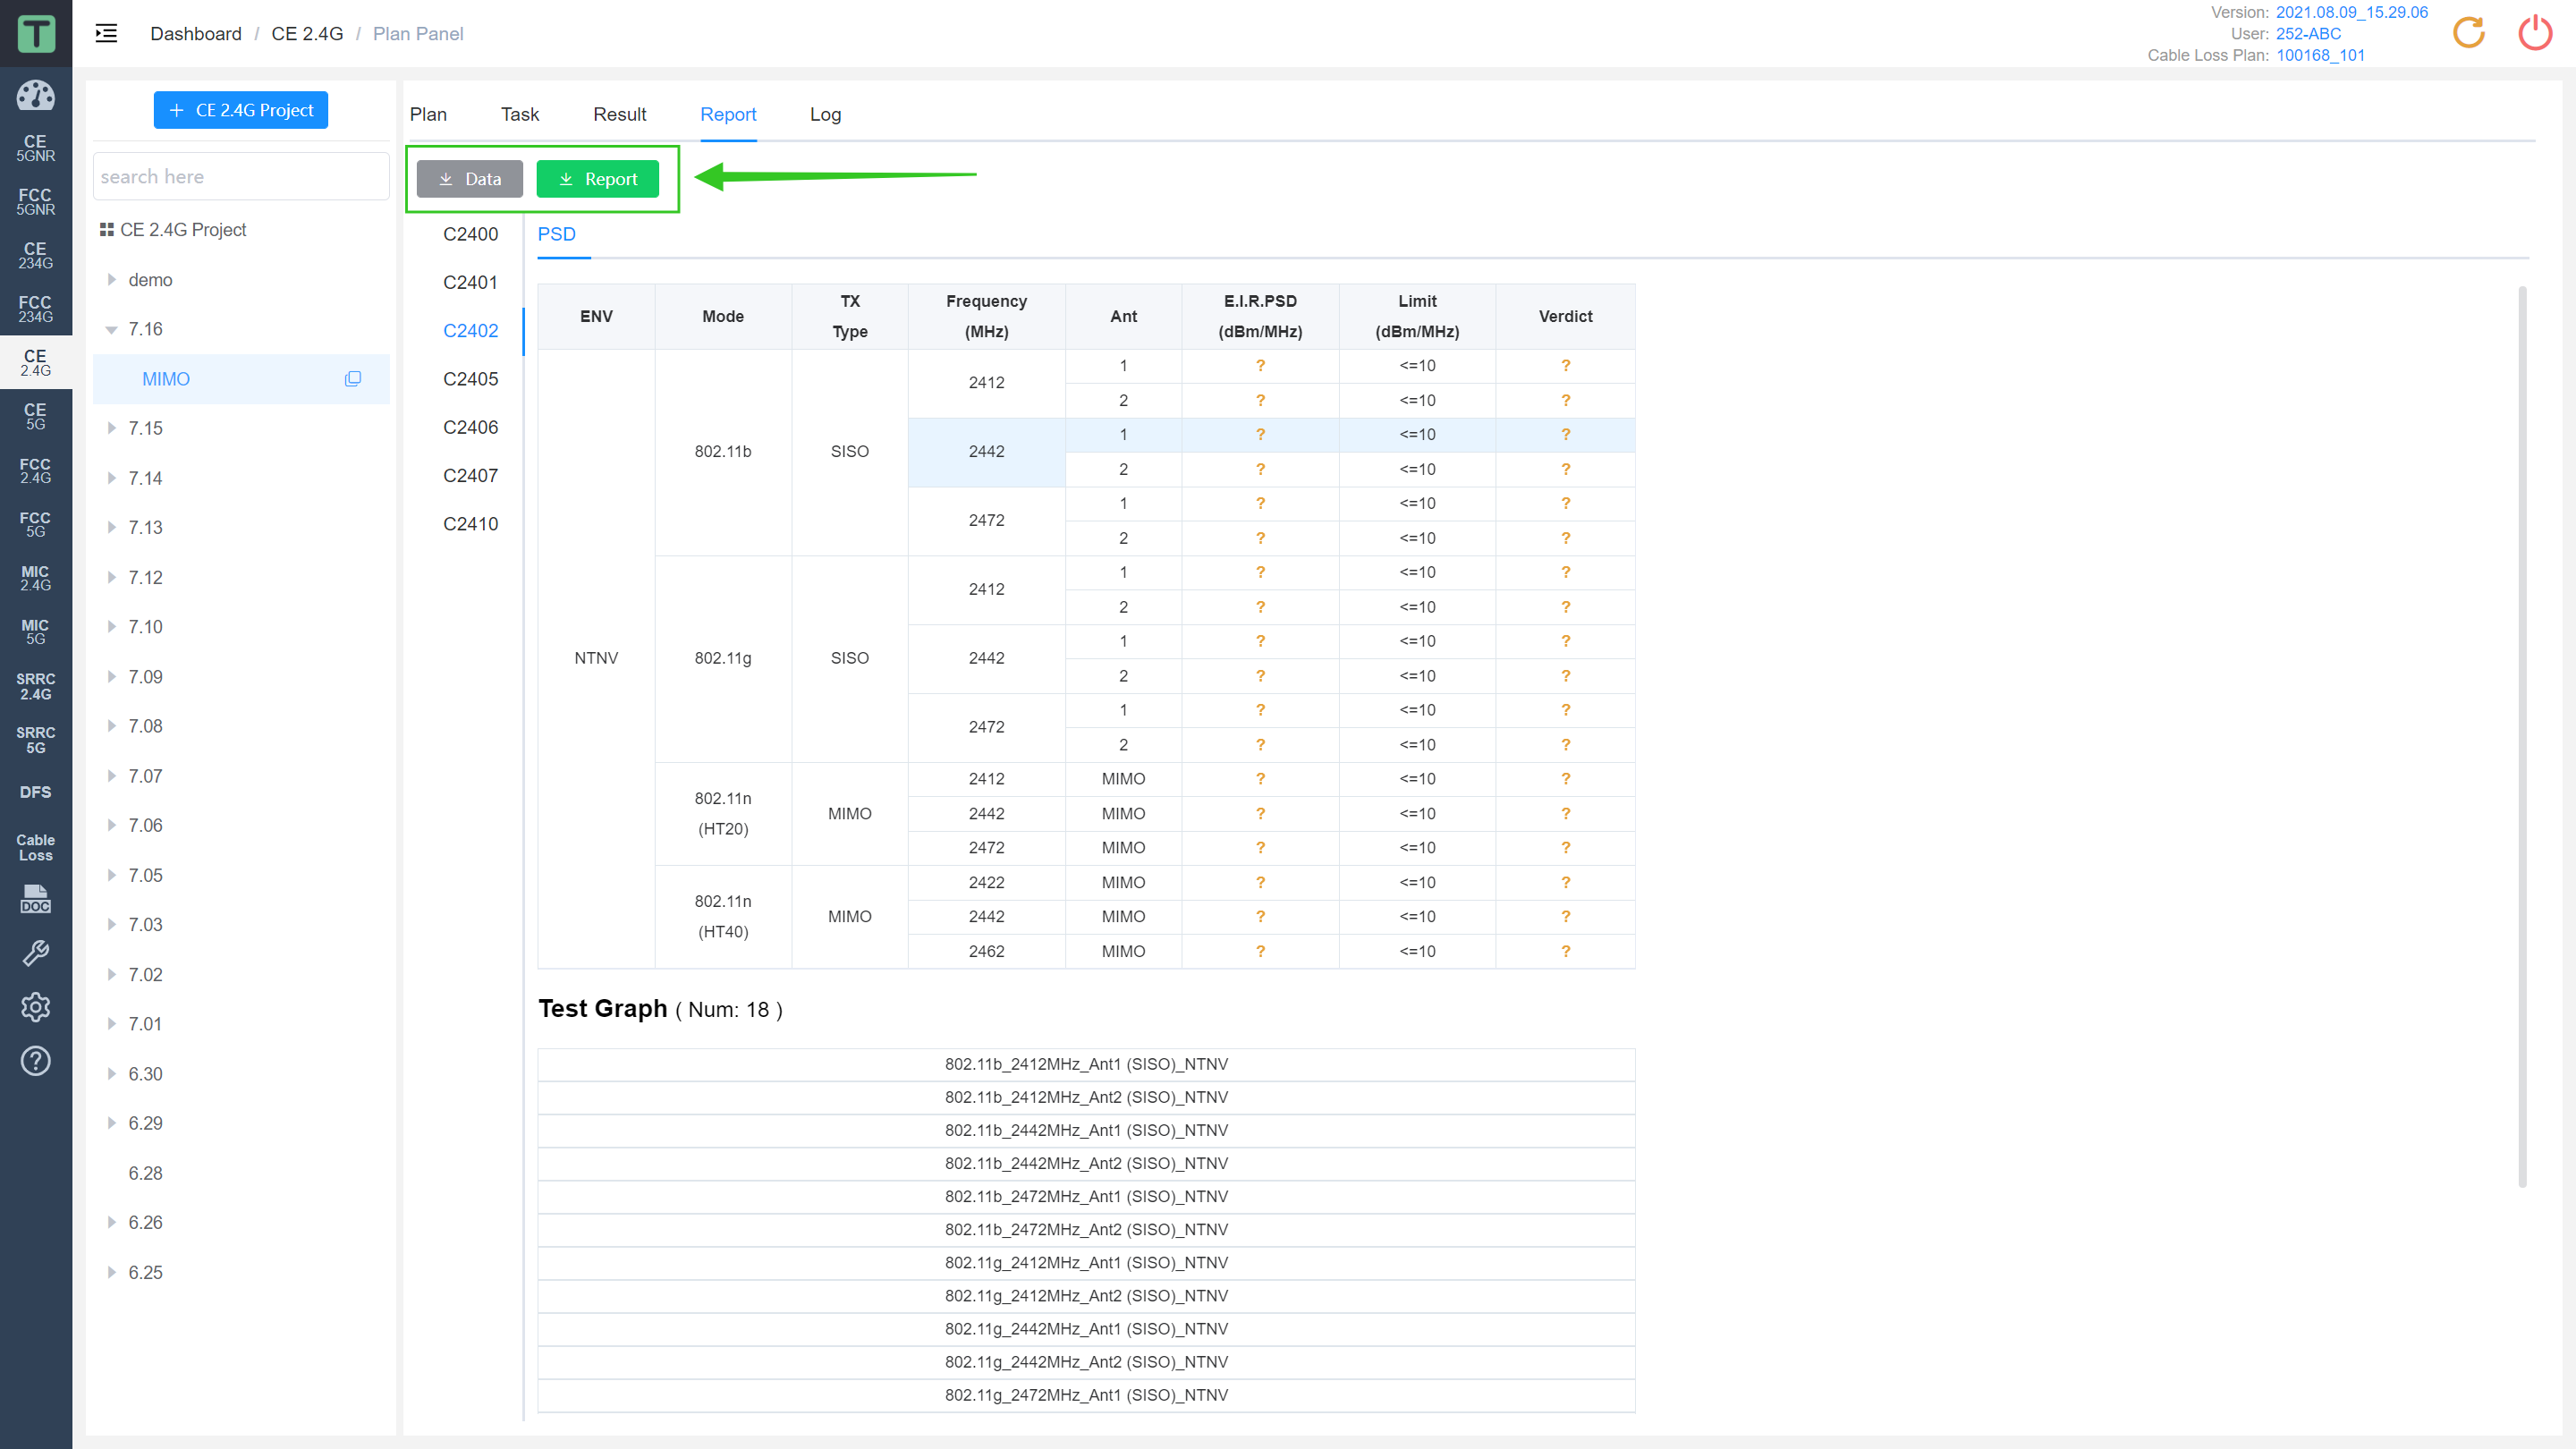 T
Dashboard / CE 2.4G / Plan Panel
Version: 2021.08.09_15.29.06
User: 252-ABC
Cable Loss Plan: 100168_101
CE
5GNR
FCC
5GNR
CE
234G
FCC
234G
CE
2.4G
CE
5G
FCC
2.4G
FCC
5G
MIC
2.4G
MIC
5G
SRRC
2.4G
SRRC
5G
DFS
Cable
Loss
DOC
+ CE 2.4G Project
search here
CE 2.4G Project
demo
7.16
MIMO
7.15
7.14
7.13
7.12
7.10
7.09
7.08
7.07
7.06
7.05
7.03
7.02
7.01
6.30
6.29
6.28
6.26
6.25
Plan Task Result Report Log
Data Report
C2400
C2401
C2402
C2405
C2406
C2407
C2410
PSD
ENV Mode TX Type Frequency (MHz) Ant E.I.R.PSD (dBm/MHz) Limit (dBm/MHz) Verdict
NTNV 802.11b SISO 2412 1 ? <=10 ?
2 ? <=10 ?
2442 1 ? <=10 ?
2 ? <=10 ?
2472 1 ? <=10 ?
2 ? <=10 ?
802.11g SISO 2412 1 ? <=10 ?
2 ? <=10 ?
2442 1 ? <=10 ?
2 ? <=10 ?
2472 1 ? <=10 ?
2 ? <=10 ?
802.11n (HT20) MIMO 2412 MIMO ? <=10 ?
2442 MIMO ? <=10 ?
2472 MIMO ? <=10 ?
802.11n (HT40) MIMO 2422 MIMO ? <=10 ?
2442 MIMO ? <=10 ?
2462 MIMO ? <=10 ?
Test Graph ( Num: 18 )
802.11b_2412MHz_Ant1 (SISO)_NTNV
802.11b_2412MHz_Ant2 (SISO)_NTNV
802.11b_2442MHz_Ant1 (SISO)_NTNV
802.11b_2442MHz_Ant2 (SISO)_NTNV
802.11b_2472MHz_Ant1 (SISO)_NTNV
802.11b_2472MHz_Ant2 (SISO)_NTNV
802.11g_2412MHz_Ant1 (SISO)_NTNV
802.11g_2412MHz_Ant2 (SISO)_NTNV
802.11g_2442MHz_Ant1 (SISO)_NTNV
802.11g_2442MHz_Ant2 (SISO)_NTNV
802.11g_2472MHz_Ant1 (SISO)_NTNV